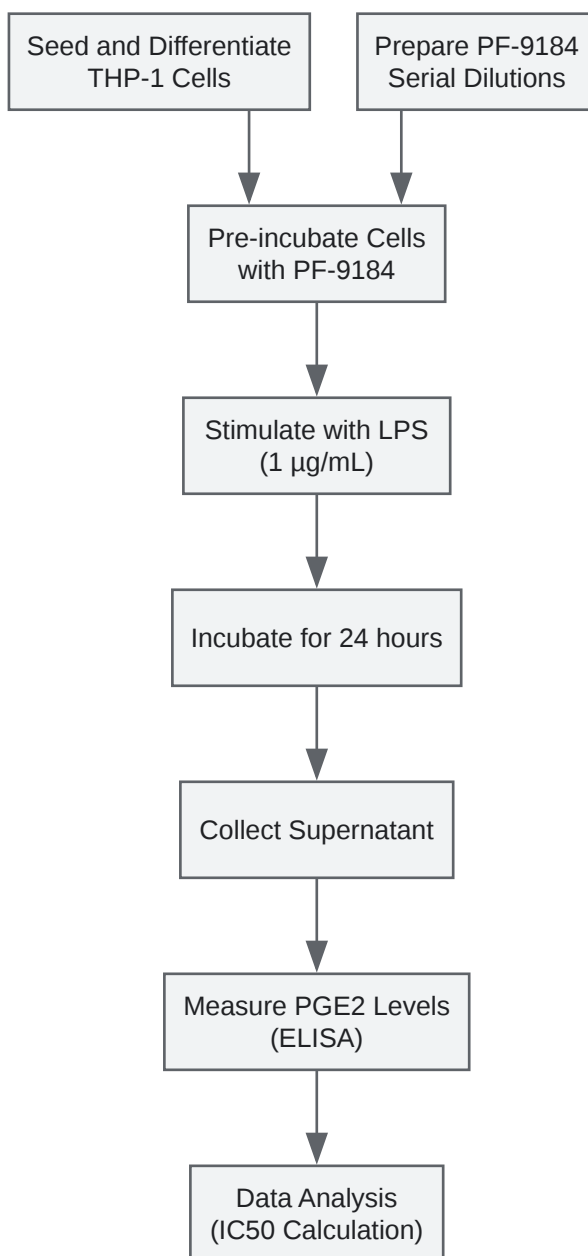 Seed and Differentiate
THP-1 Cells
Prepare PF-9184
Serial Dilutions
Pre-incubate Cells
with PF-9184
Stimulate with LPS
(1 µg/mL)
Incubate for 24 hours
Collect Supernatant
Measure PGE2 Levels
(ELISA)
Data Analysis
(IC50 Calculation)